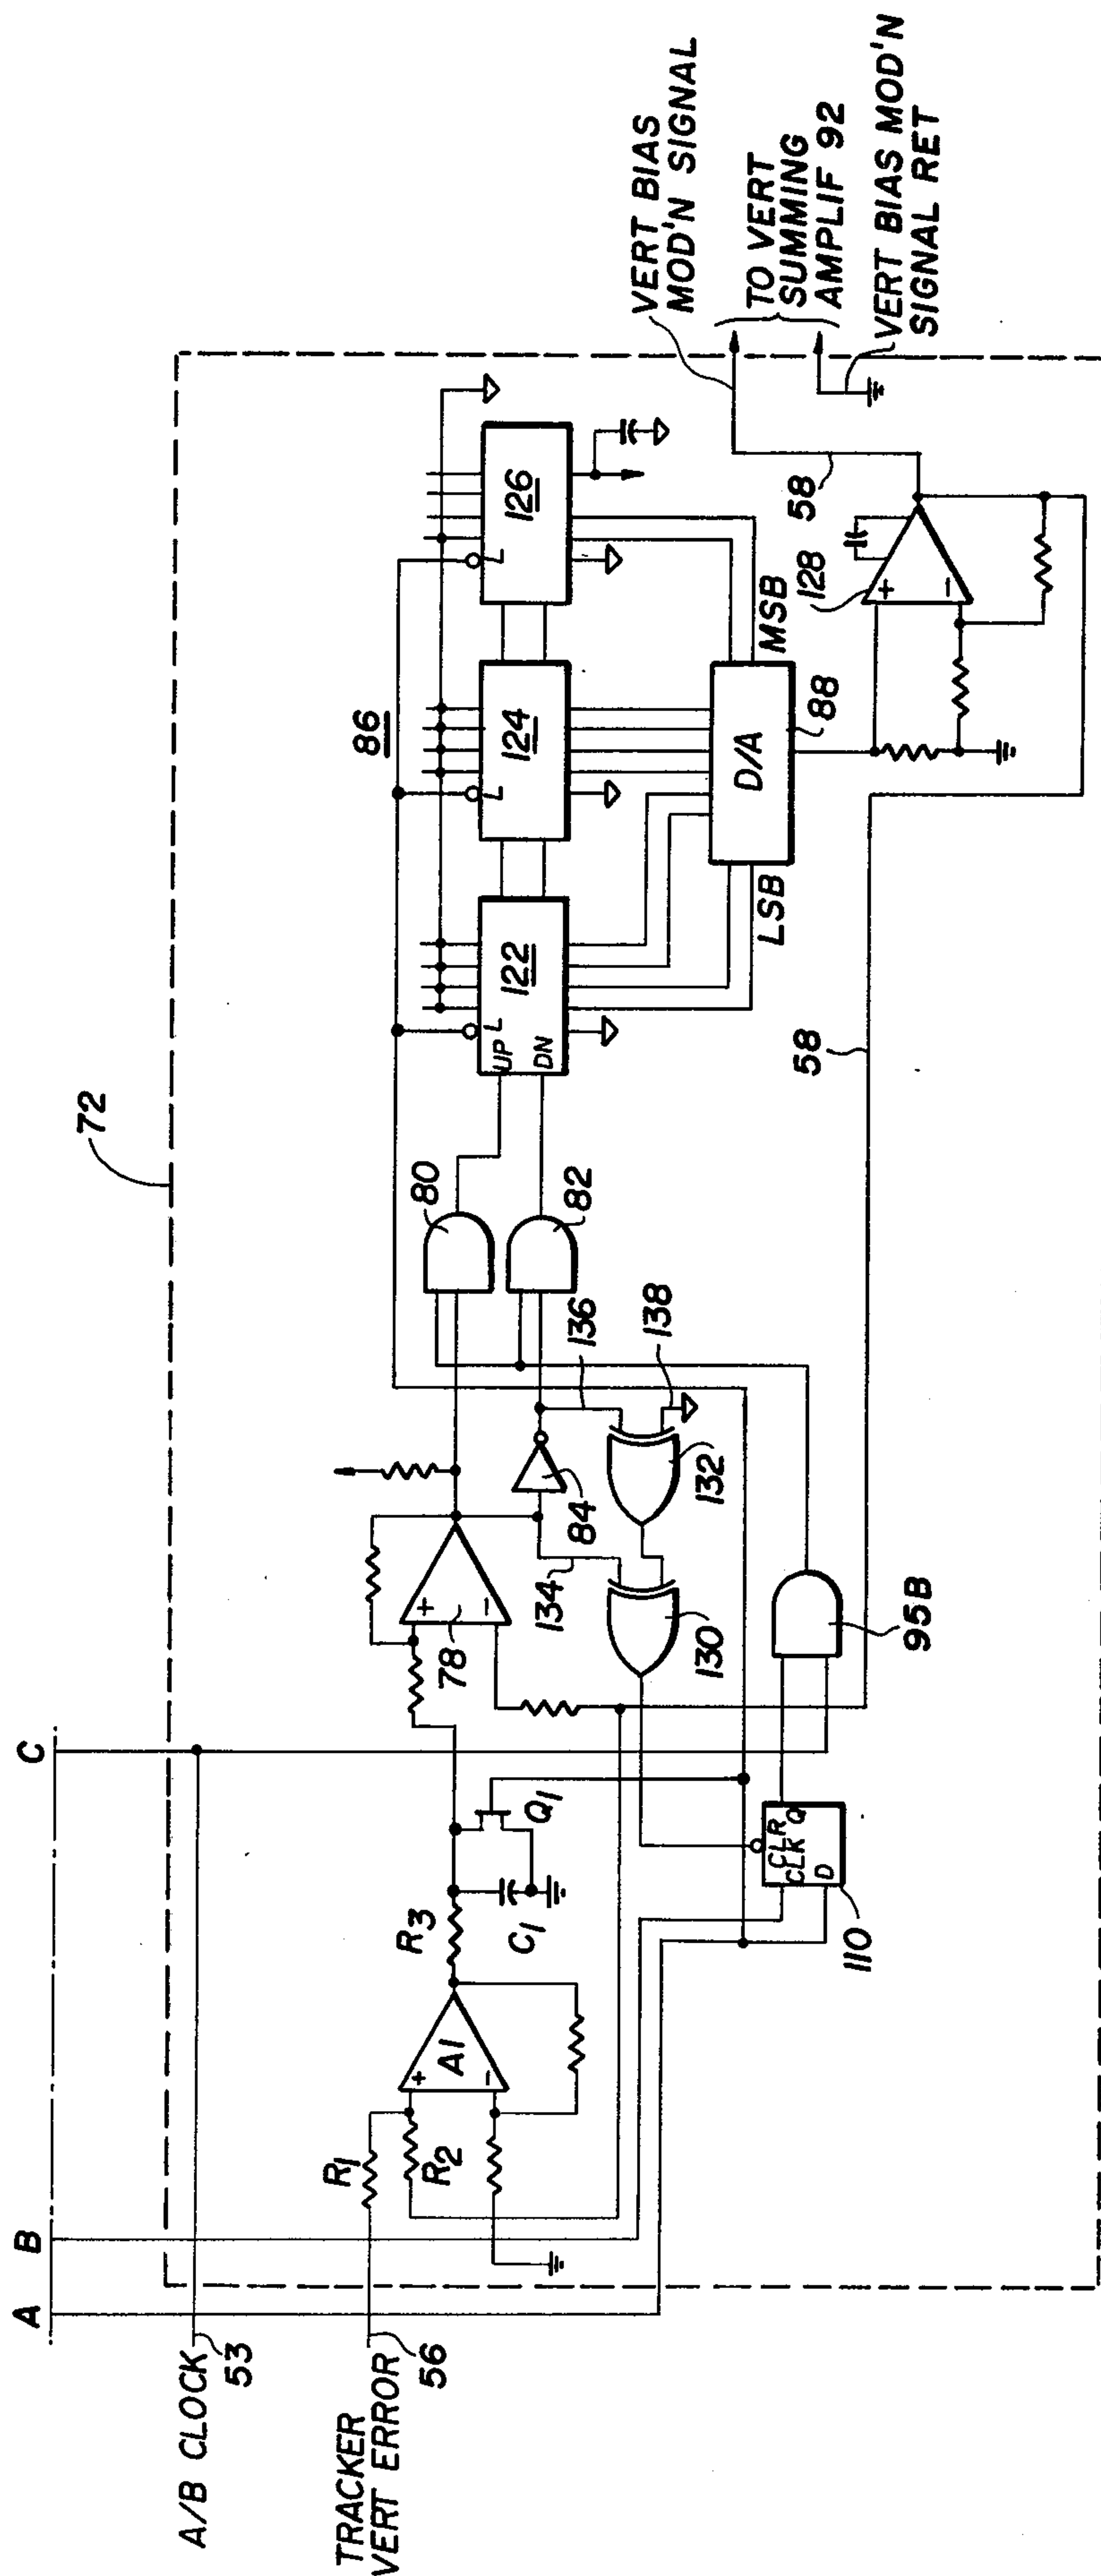 A
B
C
A/B CLOCK
53
TRACKER
VERT ERROR
56
72
R1
R2
A1
+
−
R3
C1
Q1
78
+
−
134
84
136
138
130
132
CLR
CLK
Q
D
110
95B
80
82
86
UP
L
DN
122
L
124
L
126
LSB
D/A
MSB
88
58
128
+
−
58
VERT BIAS
MOD'N SIGNAL
TO VERT
SUMMING
AMPLIF 92
VERT BIAS MOD'N
SIGNAL RET